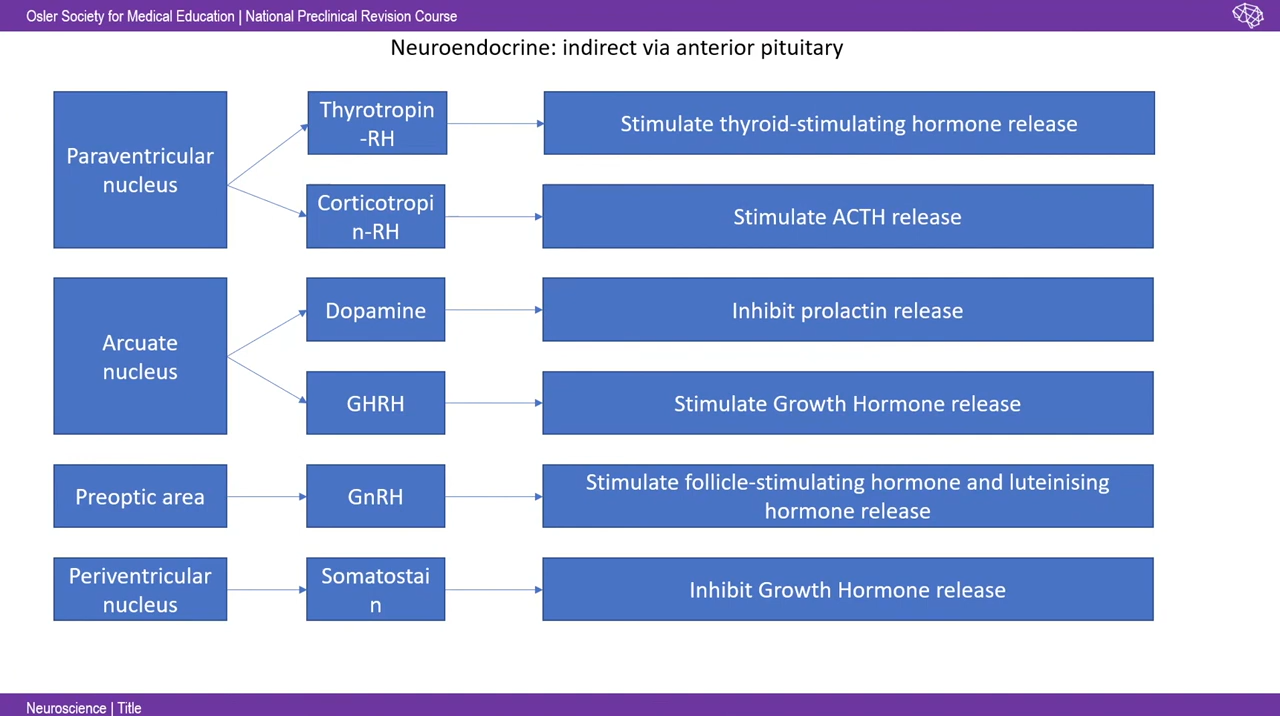 Osler Society for Medical Education | National Preclinical Revision Course
Neuroendocrine: indirect via anterior pituitary
Paraventricular
nucleus
Thyrotropin
-RH
Stimulate thyroid-stimulating hormone release
Corticotropi
n-RH
Stimulate ACTH release
Arcuate
nucleus
Dopamine
Inhibit prolactin release
GHRH
Stimulate Growth Hormone release
Preoptic area
GnRH
Stimulate follicle-stimulating hormone and luteinising
hormone release
Periventricular
nucleus
Somatostai
n
Inhibit Growth Hormone release
Neuroscience | Title